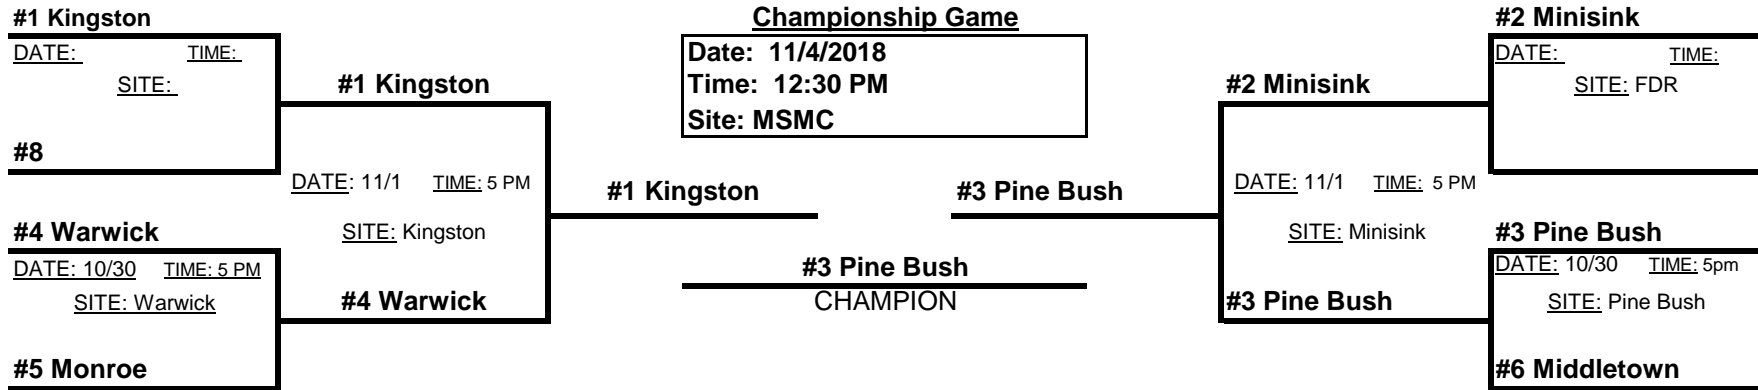 #1 Kingston
DATE: TIME:
SITE:
#8
#4 Warwick
DATE: 10/30 TIME: 5 PM
SITE: Warwick
#5 Monroe
#1 Kingston
DATE: 11/1 TIME: 5 PM
SITE: Kingston
#4 Warwick
#1 Kingston
Championship Game
Date: 11/4/2018
Time: 12:30 PM
Site: MSMC
#3 Pine Bush
CHAMPION
#3 Pine Bush
#2 Minisink
DATE: 11/1 TIME: 5 PM
SITE: Minisink
#3 Pine Bush
#2 Minisink
DATE: TIME:
SITE: FDR
#3 Pine Bush
DATE: 10/30 TIME: 5pm
SITE: Pine Bush
#6 Middletown